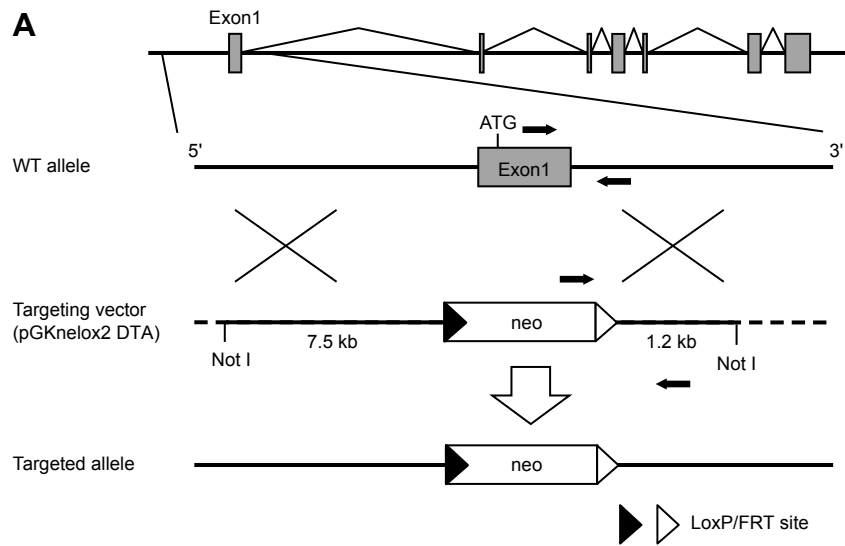 A
Exon1
ATG
5'
3'
WT allele
Exon1
Targeting vector
(pGKnelox2 DTA)
neo
Not I
7.5 kb
1.2 kb
Not I
Targeted allele
neo
LoxP/FRT site